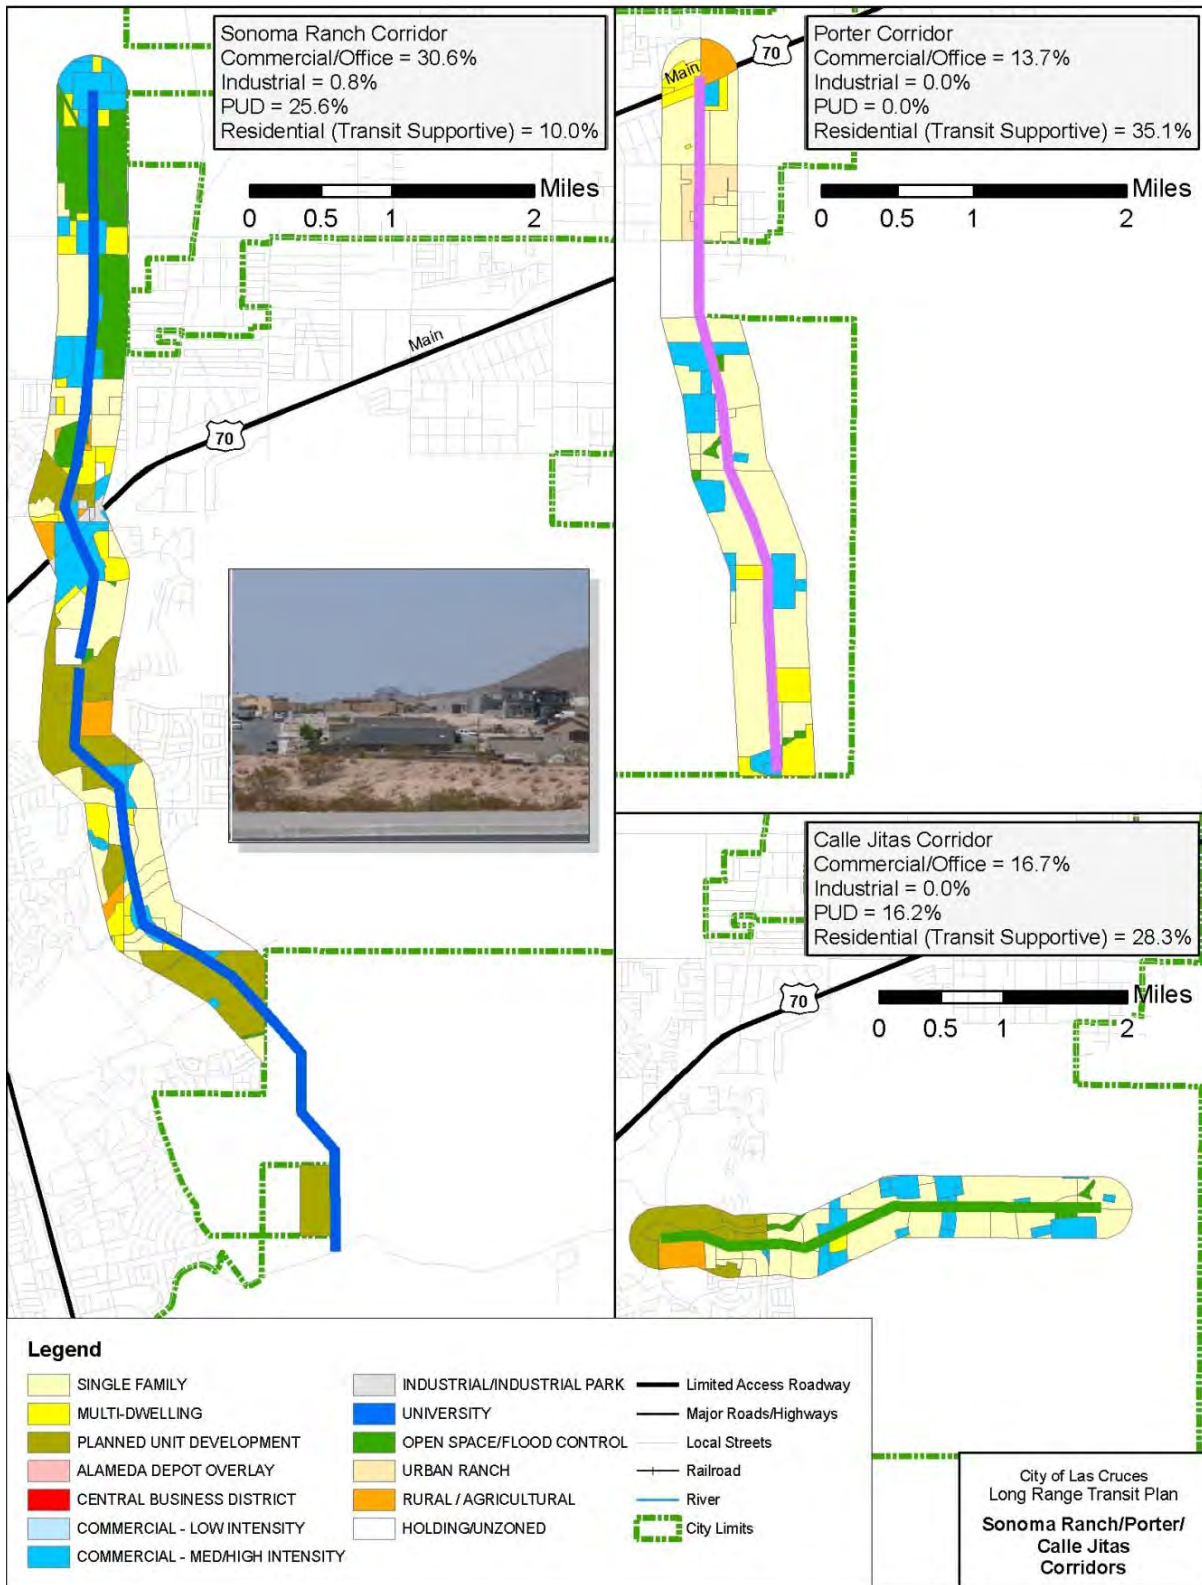 Sonoma Ranch Corridor
Commercial/Office = 30.6%
Industrial = 0.8%
PUD = 25.6%
Residential (Transit Supportive) = 10.0%
Miles
0 0.5 1 2
Main
70
Porter Corridor
Commercial/Office = 13.7%
Industrial = 0.0%
PUD = 0.0%
Residential (Transit Supportive) = 35.1%
Miles
0 0.5 1 2
Main
70
Calle Jitas Corridor
Commercial/Office = 16.7%
Industrial = 0.0%
PUD = 16.2%
Residential (Transit Supportive) = 28.3%
Miles
0 0.5 1 2
70
Legend
SINGLE FAMILY
MULTI-DWELLING
PLANNED UNIT DEVELOPMENT
ALAMEDA DEPOT OVERLAY
CENTRAL BUSINESS DISTRICT
COMMERCIAL - LOW INTENSITY
COMMERCIAL - MED/HIGH INTENSITY
INDUSTRIAL/INDUSTRIAL PARK
UNIVERSITY
OPEN SPACE/FLOOD CONTROL
URBAN RANCH
RURAL / AGRICULTURAL
HOLDING/UNZONED
Limited Access Roadway
Major Roads/Highways
Local Streets
Railroad
River
City Limits
City of Las Cruces
Long Range Transit Plan
Sonoma Ranch/Porter/
Calle Jitas
Corridors